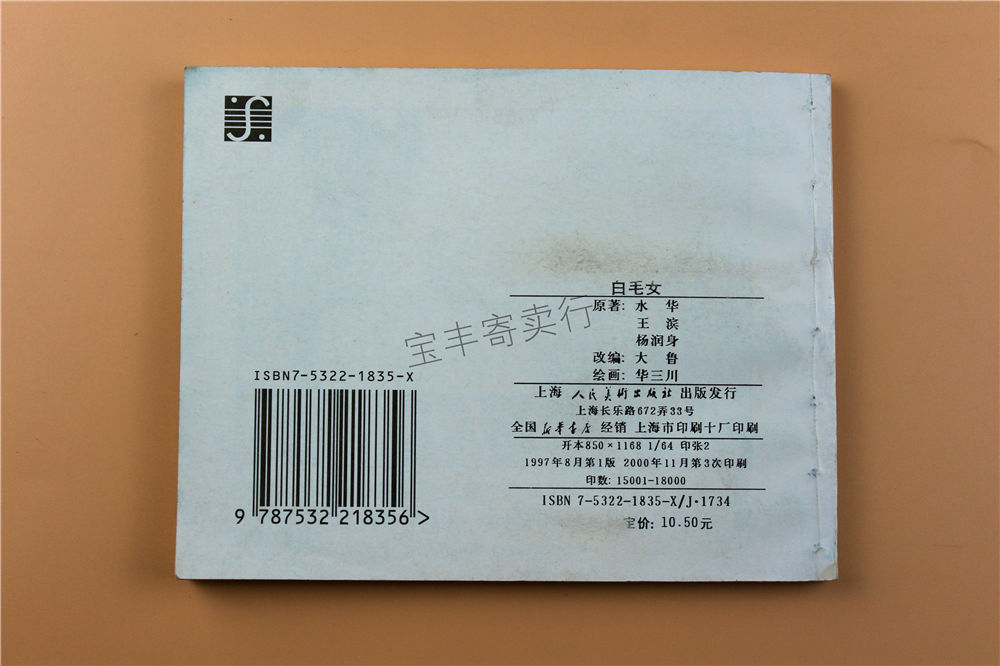 白毛女
原著: 水 华
王 滨
杨润身
改编: 大 鲁
绘画: 华三川
上海 人民美术出版社 出版发行
上海长乐路672弄33号
全国 新华书店 经销 上海市印刷十厂印刷
开本850×1168 1/64 印张2
1997年8月第1版 2000年11月第3次印刷
印数: 15001-18000
ISBN 7-5322-1835-X/J·1734
定价: 10.50元
ISBN7-5322-1835-X
9 787532 218356 >
宝丰寄卖行